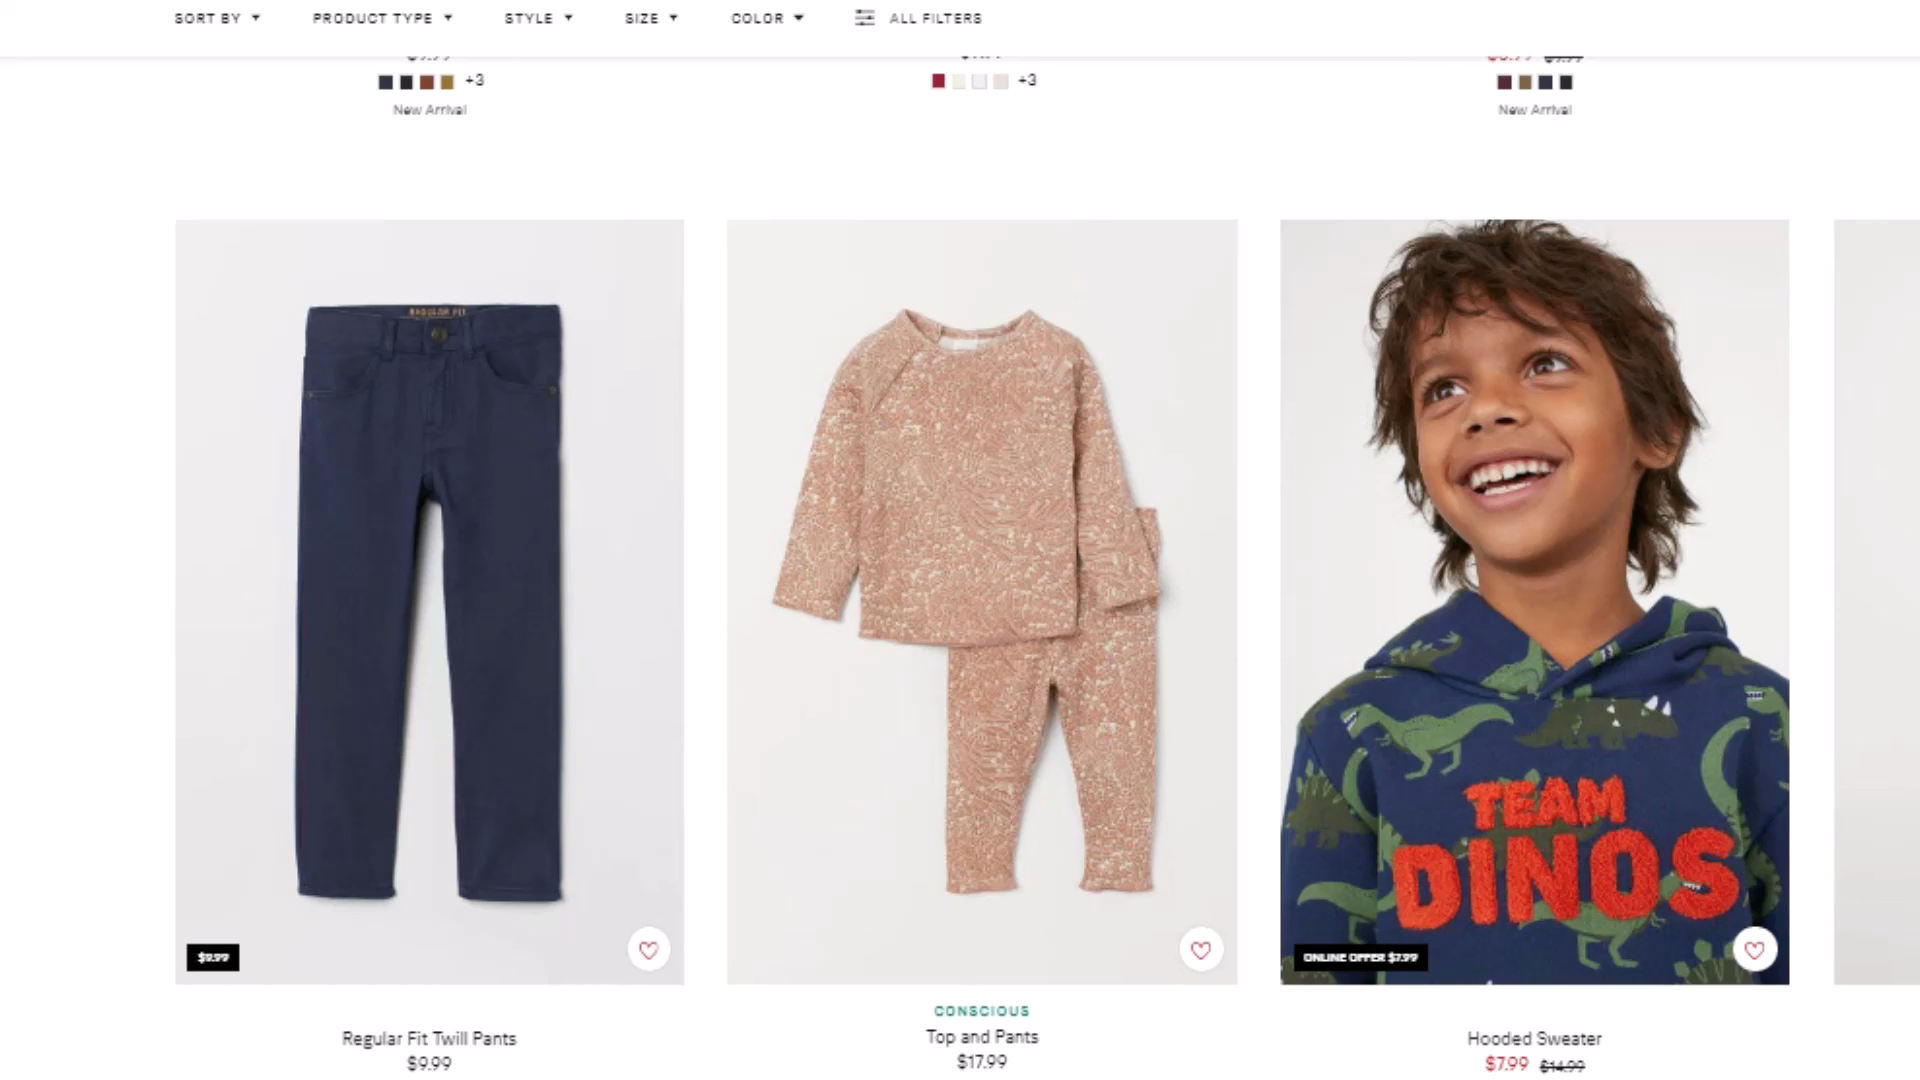 SORT BY
PRODUCT TYPE
STYLE
SIZE
COLOR
ALL FILTERS
+3
+3
New Arrival
New Arrival
REGULAR FIT
TEAM
DINOS
$9.99
ONLINE OFFER $7.99
CONSCIOUS
Regular Fit Twill Pants
Top and Pants
Hooded Sweater
$9.99
$17.99
$7.99 $14.99